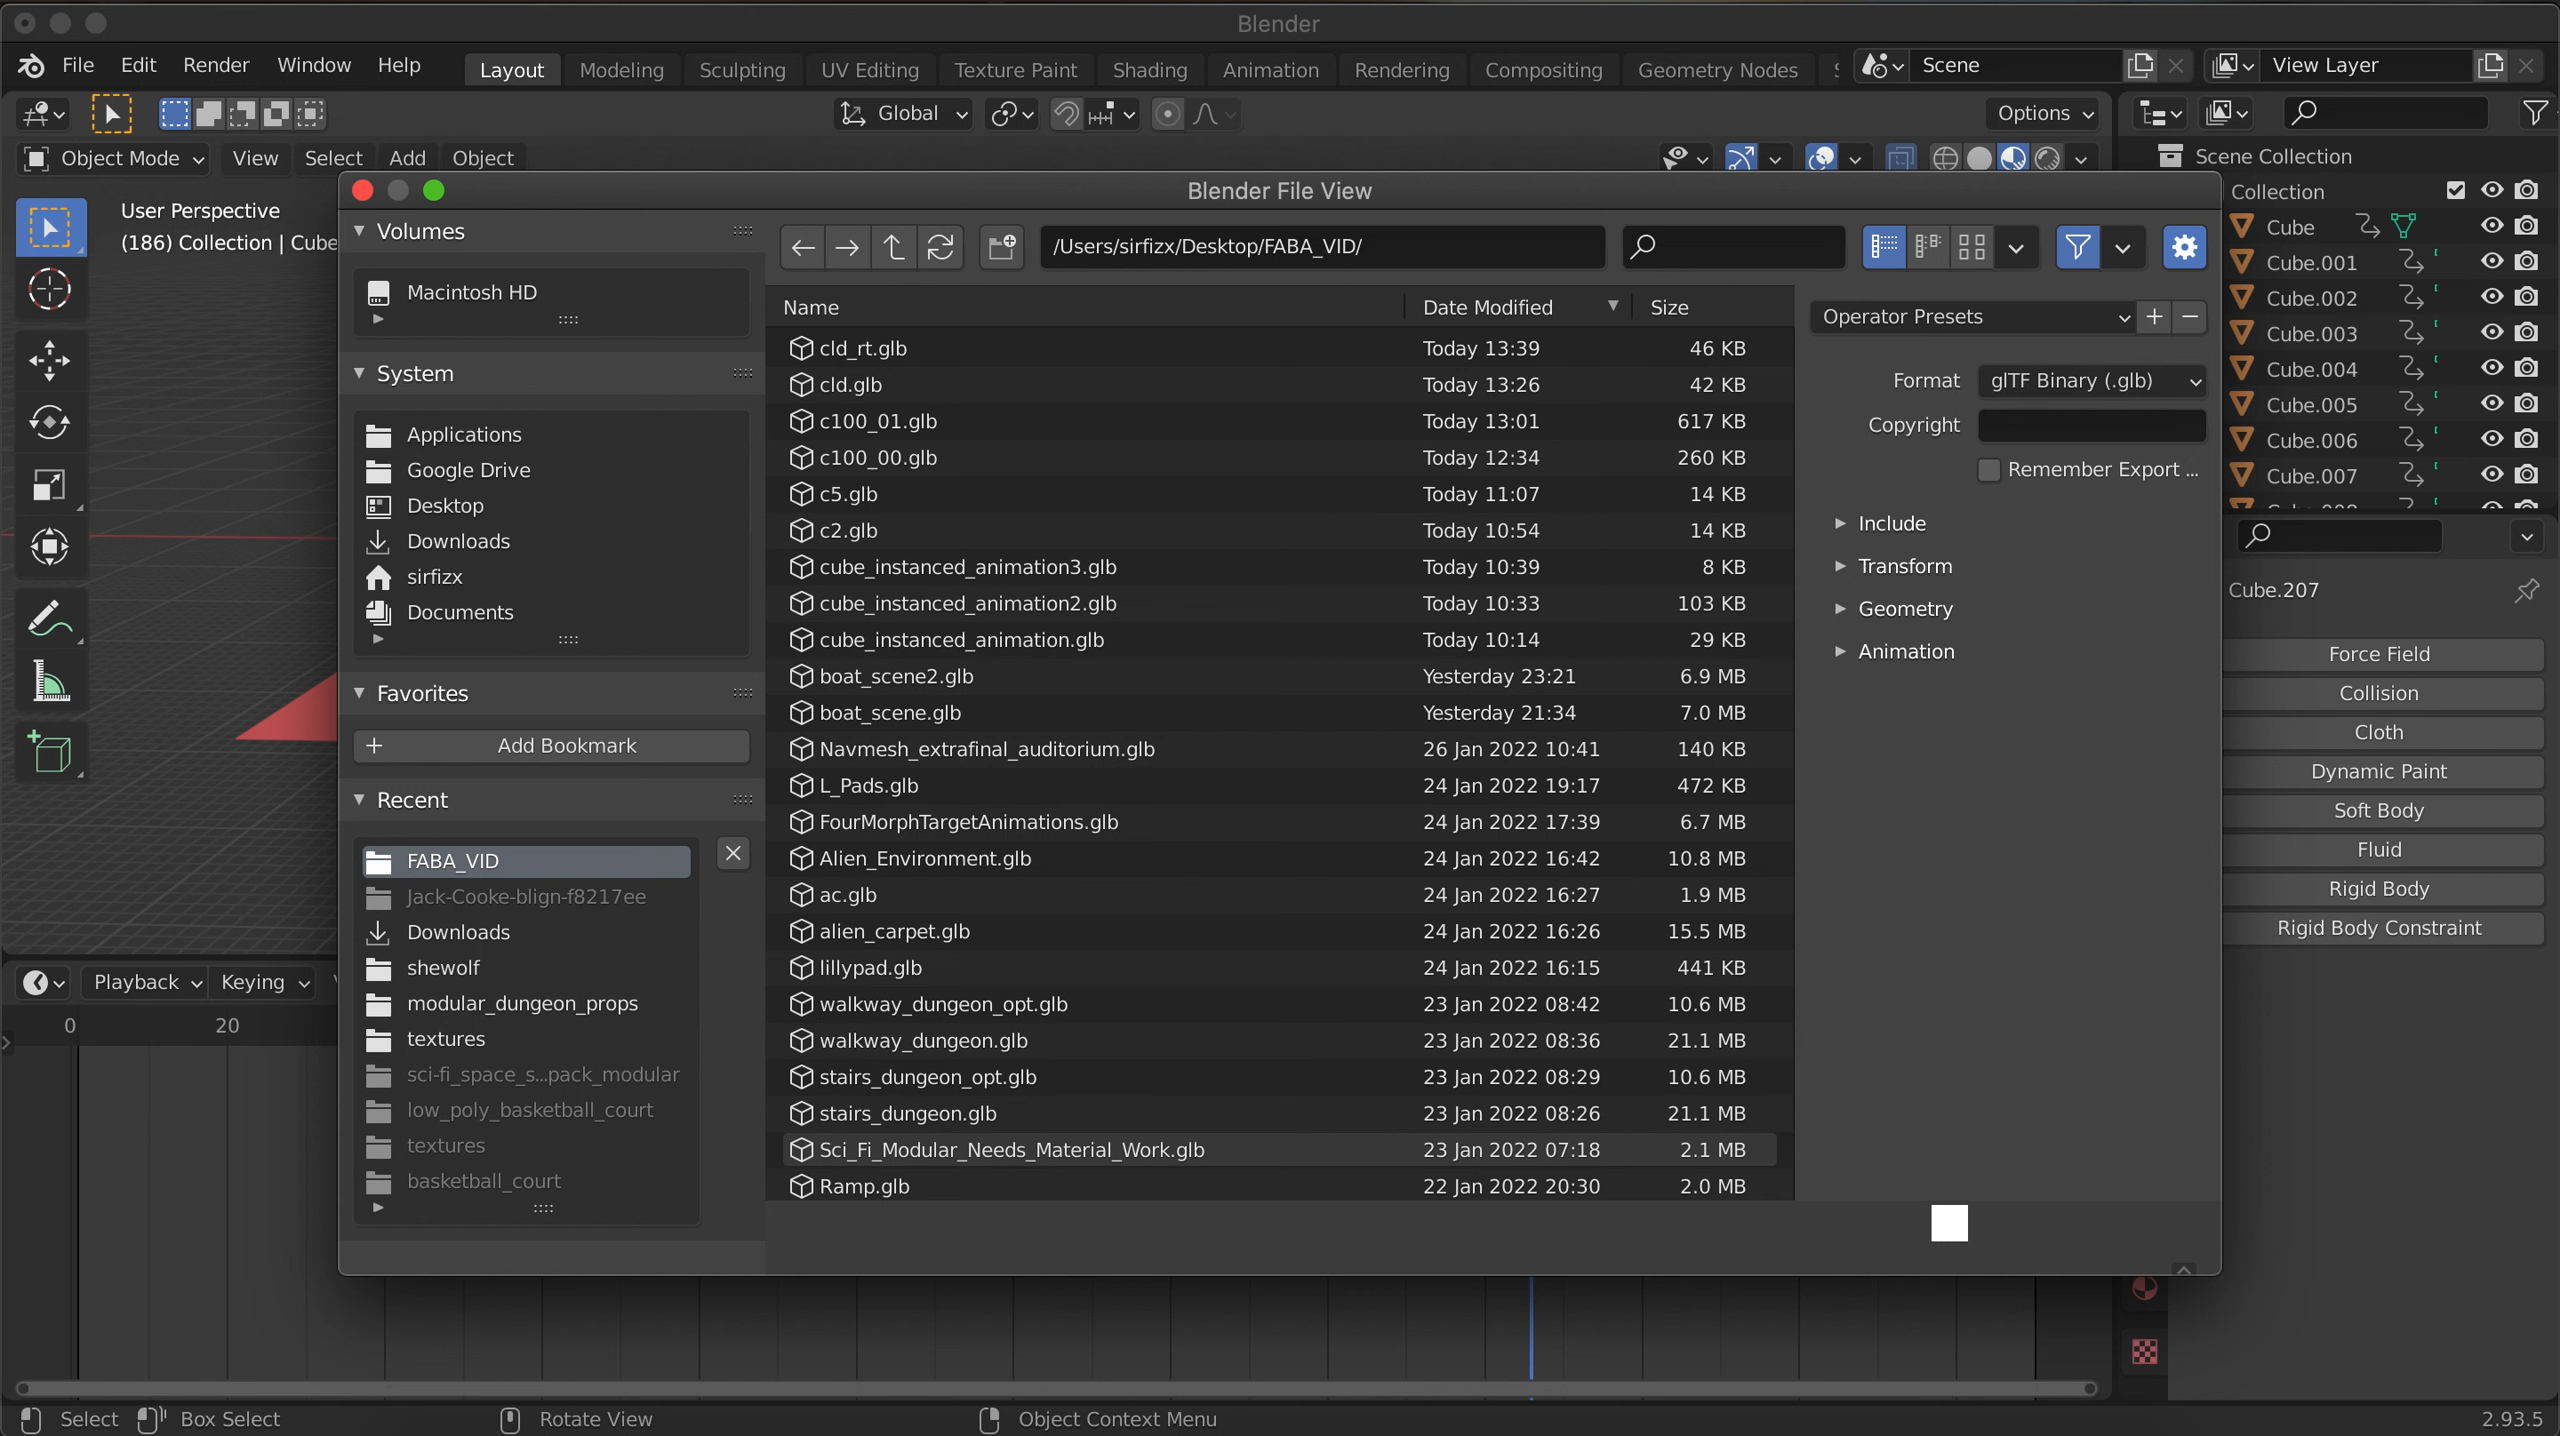 Blender
File Edit Render Window Help Layout Modeling Sculpting UV Editing Texture Paint Shading Animation Rendering Compositing Geometry Nodes Scene View Layer
Global Options
Object Mode View Select Add Object
Scene Collection
Blender File View
User Perspective
(186) Collection | Cube
Volumes
Macintosh HD
System
Applications
Google Drive
Desktop
Downloads
sirfizx
Documents
Favorites
Add Bookmark
Recent
FABA_VID
Jack-Cooke-blign-f8217ee
Downloads
shewolf
modular_dungeon_props
textures
sci-fi_space_s...pack_modular
low_poly_basketball_court
textures
basketball_court
/Users/sirfizx/Desktop/FABA_VID/
Name Date Modified Size
cld_rt.glb Today 13:39 46 KB
cld.glb Today 13:26 42 KB
c100_01.glb Today 13:01 617 KB
c100_00.glb Today 12:34 260 KB
c5.glb Today 11:07 14 KB
c2.glb Today 10:54 14 KB
cube_instanced_animation3.glb Today 10:39 8 KB
cube_instanced_animation2.glb Today 10:33 103 KB
cube_instanced_animation.glb Today 10:14 29 KB
boat_scene2.glb Yesterday 23:21 6.9 MB
boat_scene.glb Yesterday 21:34 7.0 MB
Navmesh_extrafinal_auditorium.glb 26 Jan 2022 10:41 140 KB
L_Pads.glb 24 Jan 2022 19:17 472 KB
FourMorphTargetAnimations.glb 24 Jan 2022 17:39 6.7 MB
Alien_Environment.glb 24 Jan 2022 16:42 10.8 MB
ac.glb 24 Jan 2022 16:27 1.9 MB
alien_carpet.glb 24 Jan 2022 16:26 15.5 MB
lillypad.glb 24 Jan 2022 16:15 441 KB
walkway_dungeon_opt.glb 23 Jan 2022 08:42 10.6 MB
walkway_dungeon.glb 23 Jan 2022 08:36 21.1 MB
stairs_dungeon_opt.glb 23 Jan 2022 08:29 10.6 MB
stairs_dungeon.glb 23 Jan 2022 08:26 21.1 MB
Sci_Fi_Modular_Needs_Material_Work.glb 23 Jan 2022 07:18 2.1 MB
Ramp.glb 22 Jan 2022 20:30 2.0 MB
Operator Presets
Format glTF Binary (.glb)
Copyright
Remember Export ...
Include
Transform
Geometry
Animation
Collection
Cube
Cube.001
Cube.002
Cube.003
Cube.004
Cube.005
Cube.006
Cube.007
Cube.207
Force Field
Collision
Cloth
Dynamic Paint
Soft Body
Fluid
Rigid Body
Rigid Body Constraint
Playback Keying
0 20
Select Box Select Rotate View Object Context Menu 2.93.5